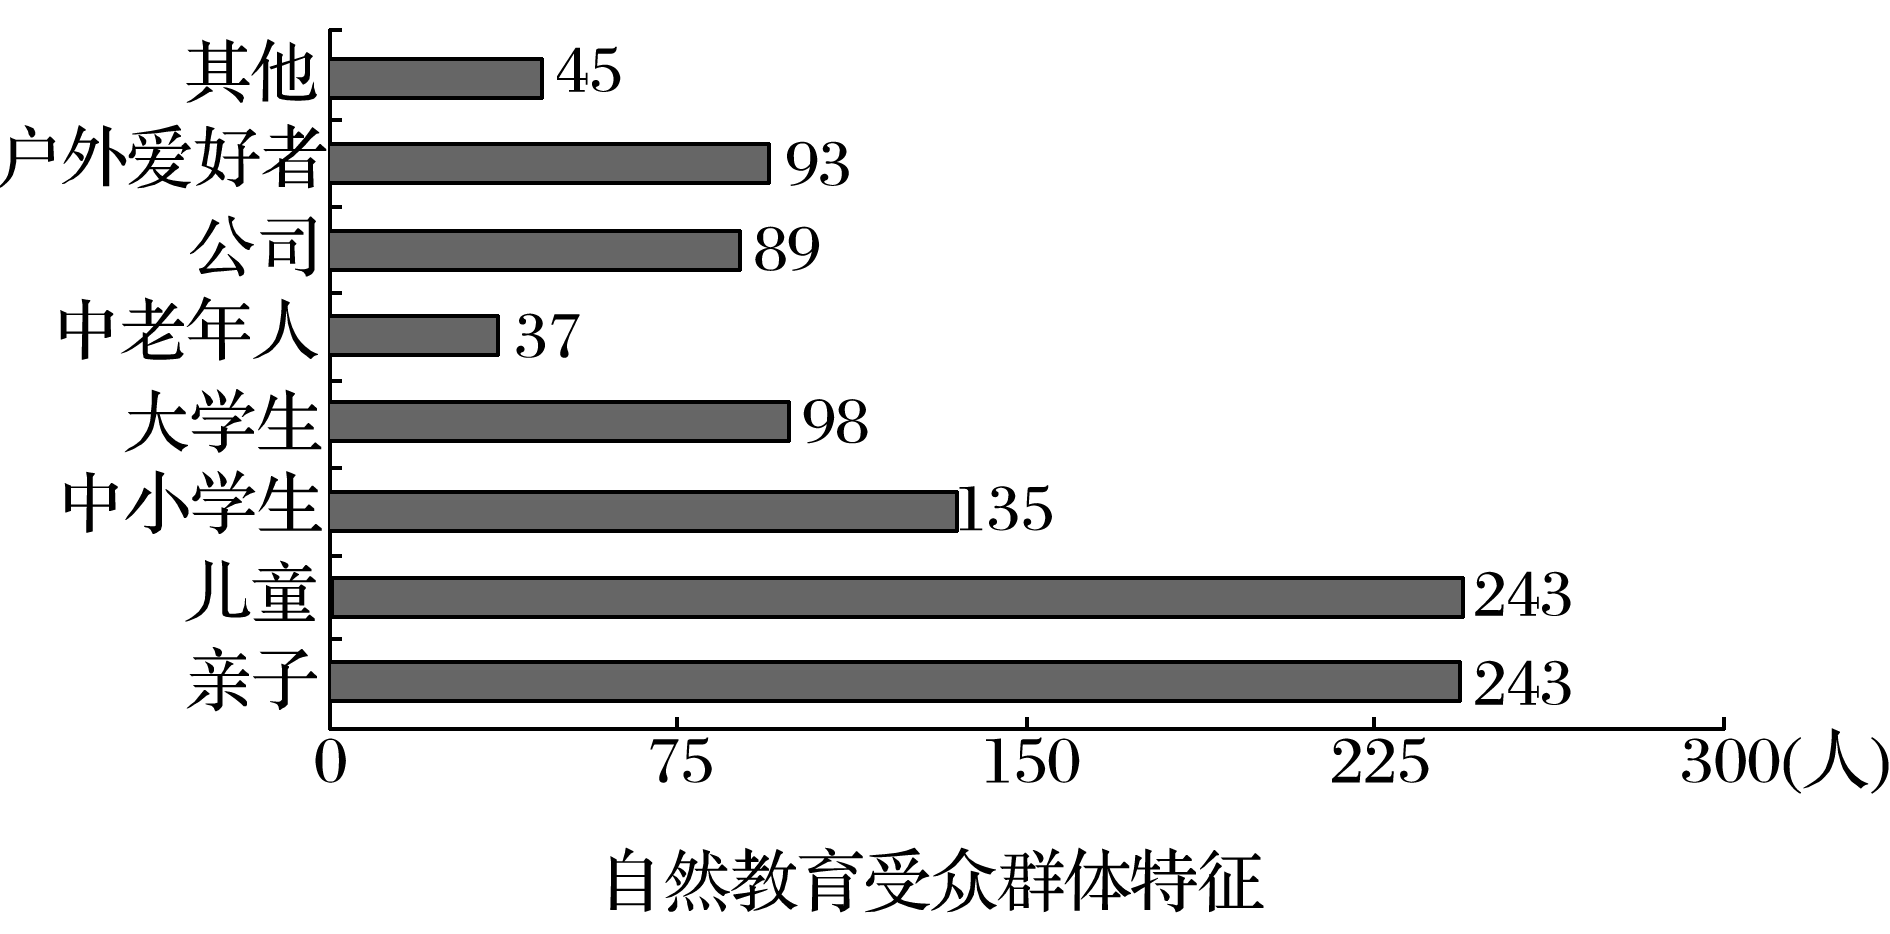 其他 45
户外爱好者 93
公司 89
中老年人 37
大学生 98
中小学生 135
儿童 243
亲子 243
0 75 150 225 300(人)
自然教育受众群体特征